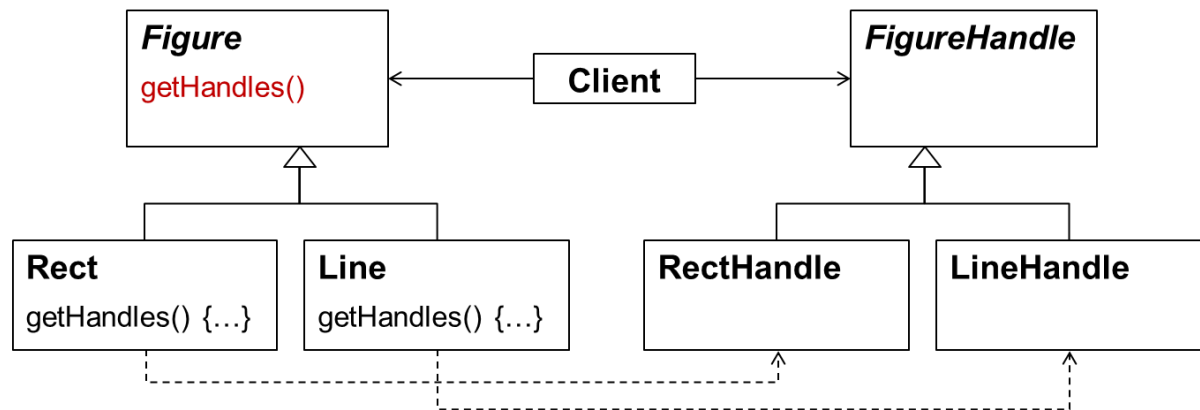 Figure
getHandles()
Client
FigureHandle
Rect
getHandles() {…}
Line
getHandles() {…}
RectHandle
LineHandle